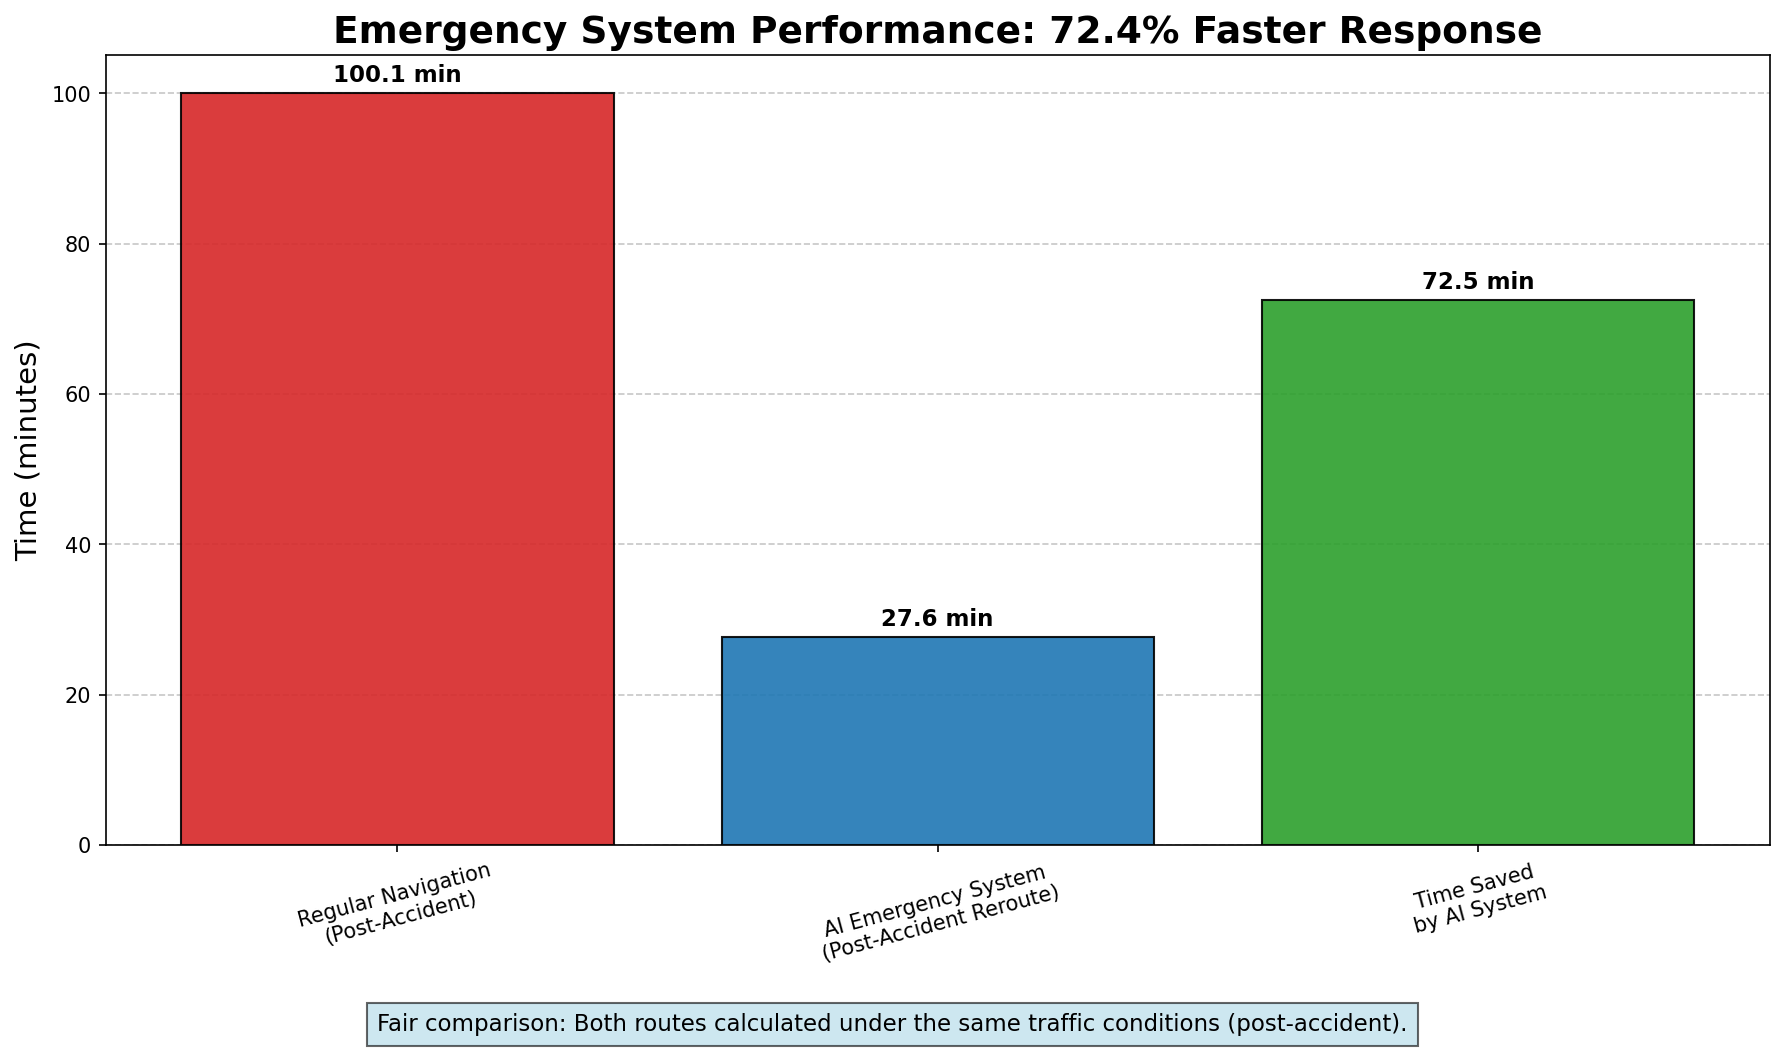 Emergency System Performance: 72.4% Faster Response
Time (minutes)
100
80
60
40
20
0
100.1 min
27.6 min
72.5 min
Regular Navigation
(Post-Accident)
AI Emergency System
(Post-Accident Reroute)
Time Saved
by AI System
Fair comparison: Both routes calculated under the same traffic conditions (post-accident).